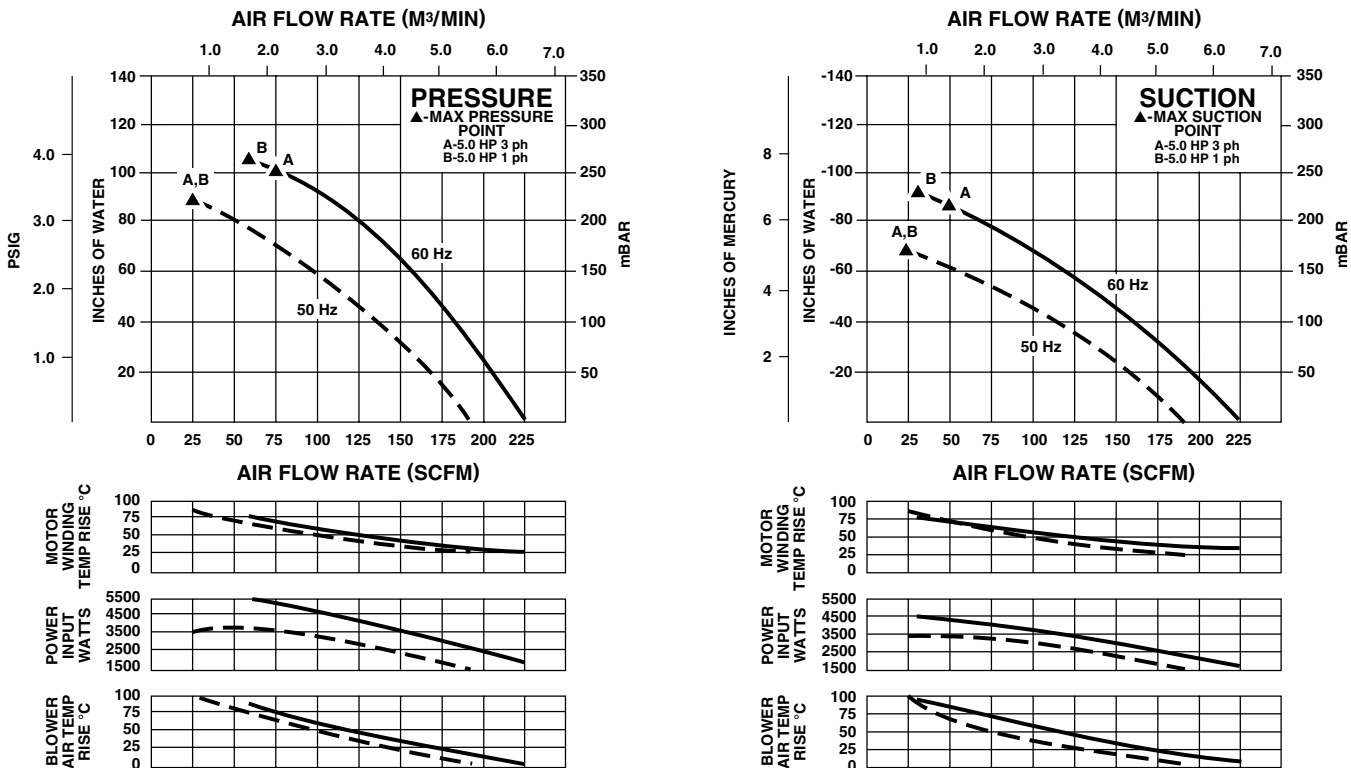 AIR FLOW RATE (M3/MIN)
1.0 2.0 3.0 4.0 5.0 6.0 7.0
PSIG
4.0
3.0
2.0
1.0
INCHES OF WATER
140
120
100
80
60
40
20
350
300
250
200
150
100
50
mBAR
PRESSURE
▲-MAX PRESSURE
POINT
A-5.0 HP 3 ph
B-5.0 HP 1 ph
B
A
A,B
60 Hz
50 Hz
0 25 50 75 100 125 150 175 200 225
AIR FLOW RATE (SCFM)
MOTOR
WINDING
TEMP RISE °C
100
75
50
25
0
POWER
INPUT
WATTS
5500
4500
3500
2500
1500
BLOWER
AIR TEMP
RISE °C
100
75
50
25
0
AIR FLOW RATE (M3/MIN)
1.0 2.0 3.0 4.0 5.0 6.0 7.0
INCHES OF MERCURY
8
6
4
2
INCHES OF WATER
-140
-120
-100
-80
-60
-40
-20
350
300
250
200
150
100
50
mBAR
SUCTION
▲-MAX SUCTION
POINT
A-5.0 HP 3 ph
B-5.0 HP 1 ph
B
A
A,B
60 Hz
50 Hz
0 25 50 75 100 125 150 175 200 225
AIR FLOW RATE (SCFM)
MOTOR
WINDING
TEMP RISE °C
100
75
50
25
0
POWER
INPUT
WATTS
5500
4500
3500
2500
1500
BLOWER
AIR TEMP
RISE °C
100
75
50
25
0